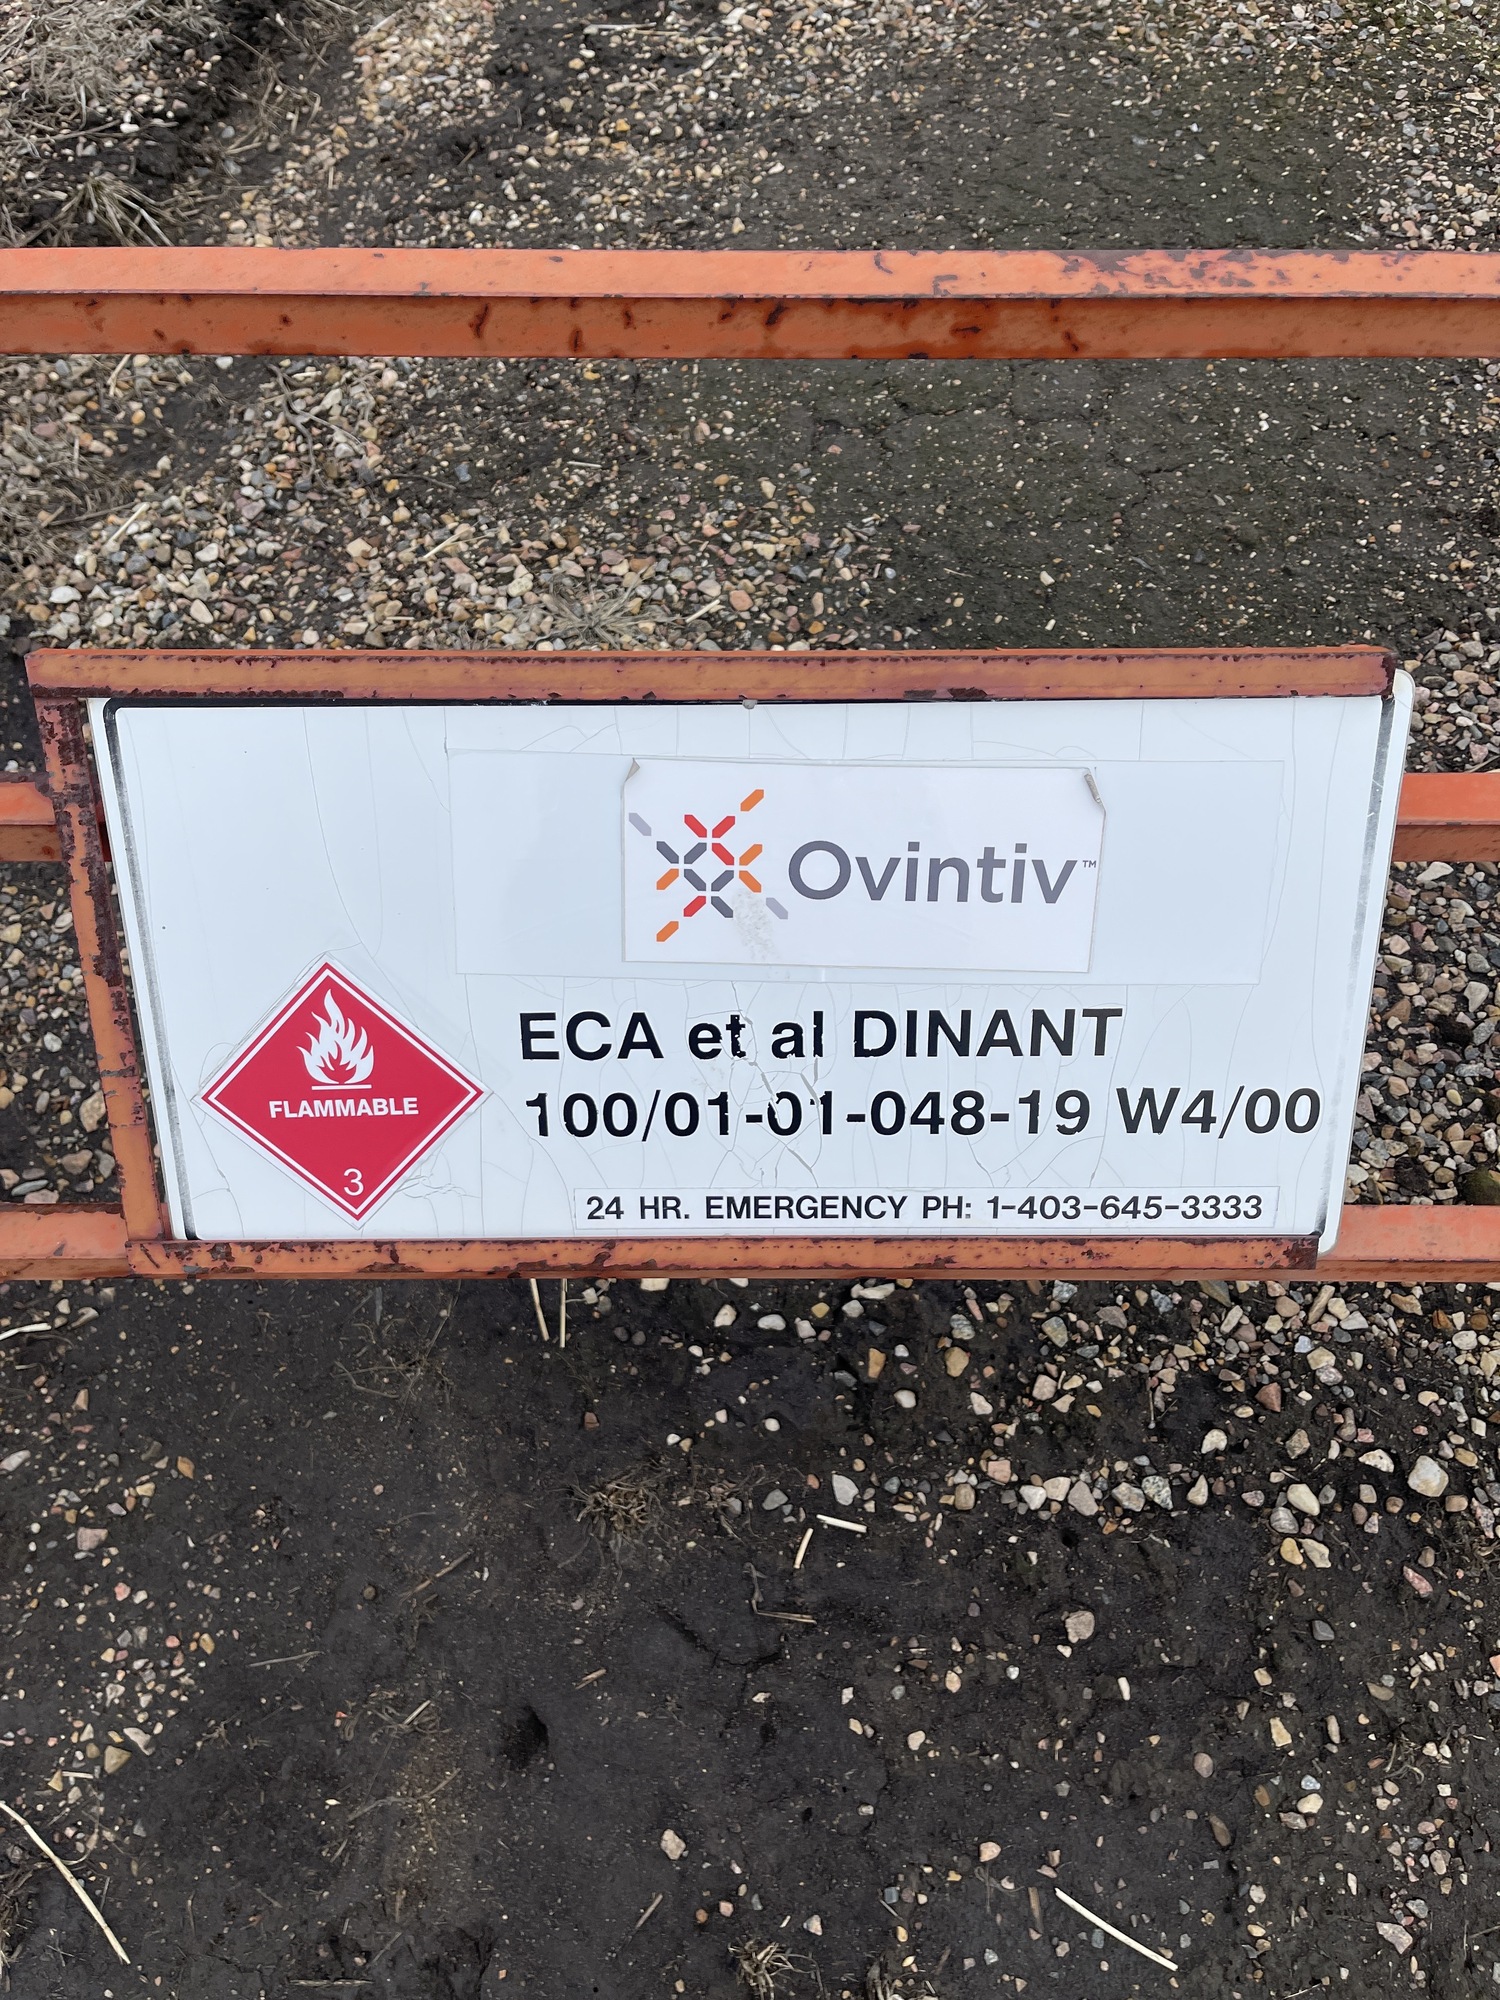 Ovintiv™
ECA et al DINANT
100/01-01-048-19 W4/00
FLAMMABLE
3
24 HR. EMERGENCY PH: 1-403-645-3333